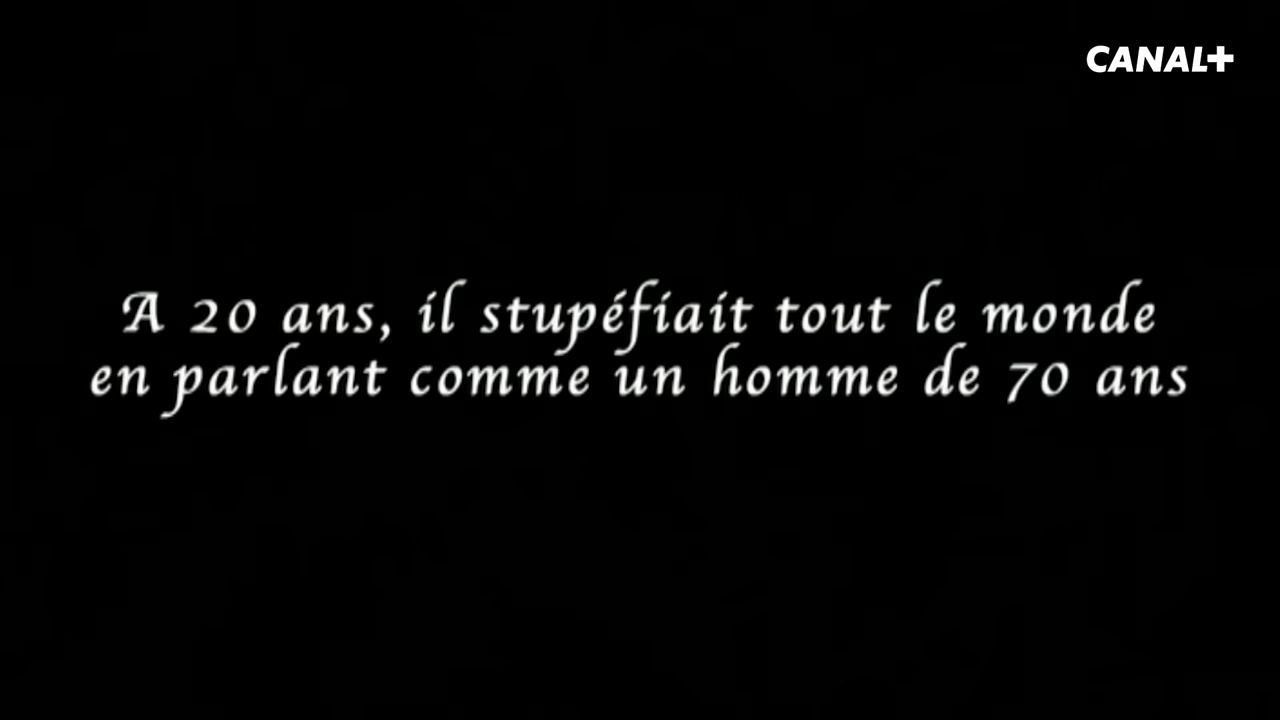 CANAL+
A 20 ans, il stupéfiait tout le monde
en parlant comme un homme de 70 ans